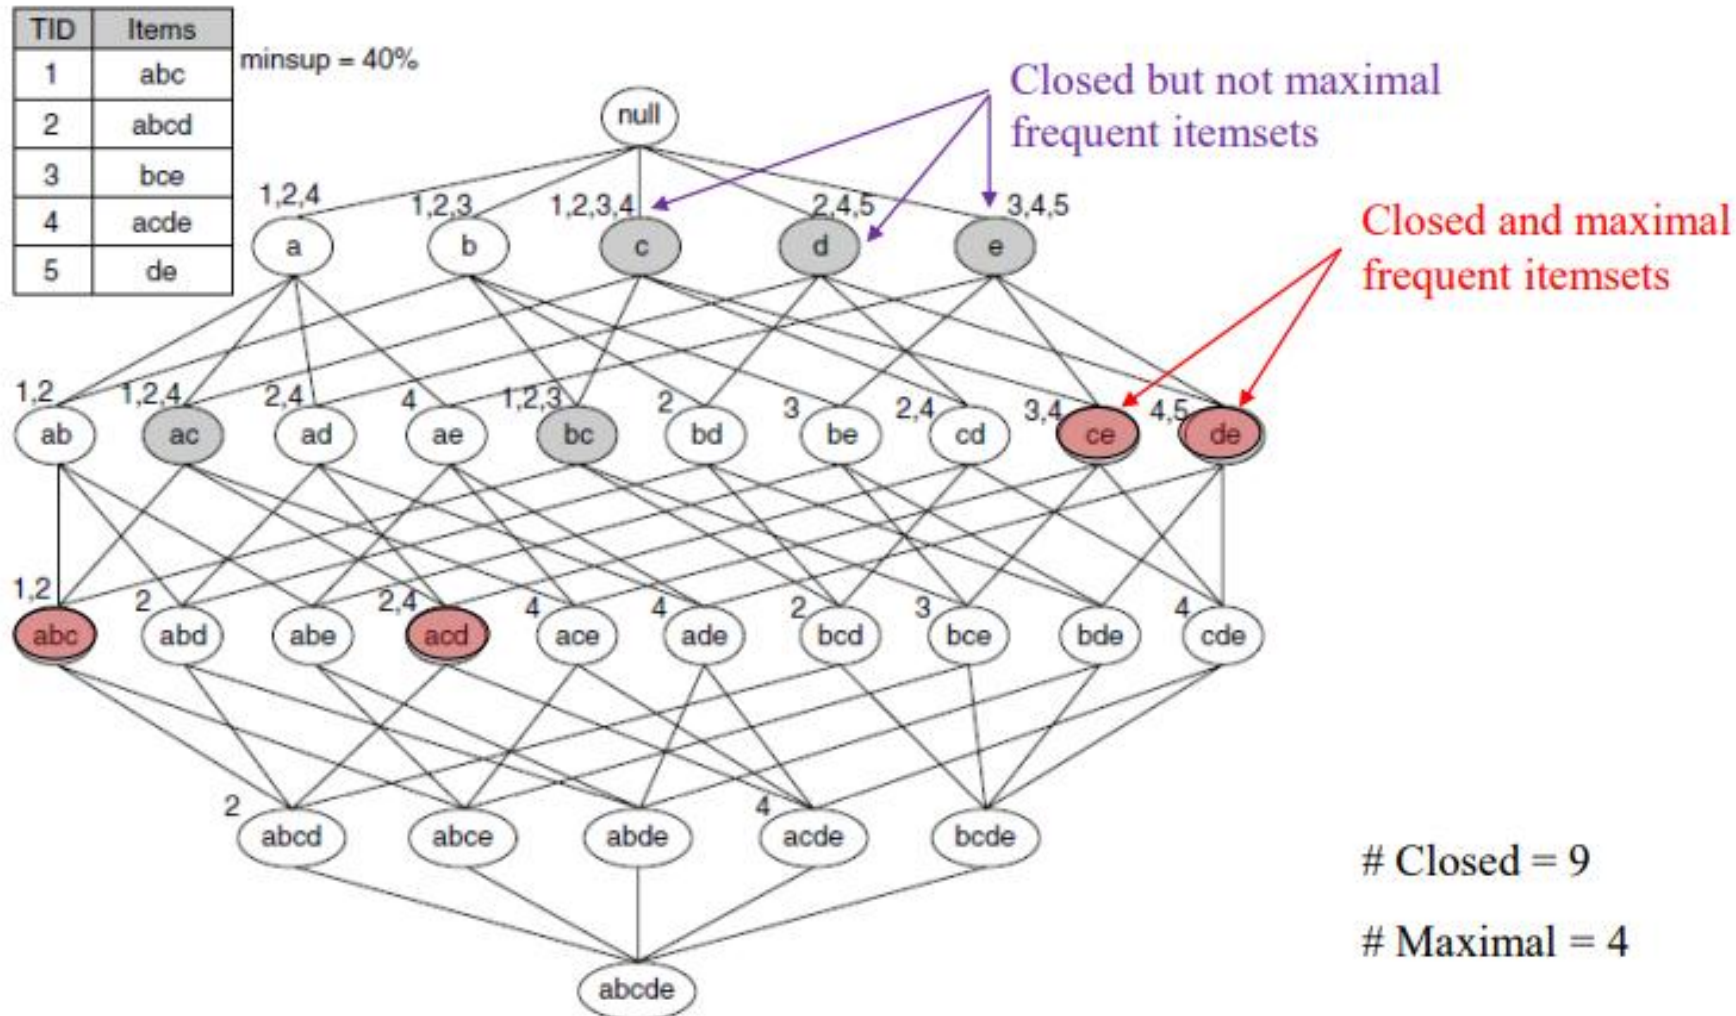 TID Items
1 abc
2 abcd
3 bce
4 acde
5 de
minsup = 40%
Closed but not maximal
frequent itemsets
Closed and maximal
frequent itemsets
null
1,2,4 1,2,3 1,2,3,4 2,4,5 3,4,5
a b c d e
1,2 1,2,4 2,4 4 1,2,3 2 3 2,4 3,4 4,5
ab ac ad ae bc bd be cd ce de
1,2 2 2,4 4 4 2 3 4
abc abd abe acd ace ade bcd bce bde cde
2 4
abcd abce abde acde bcde
abcde
# Closed = 9
# Maximal = 4